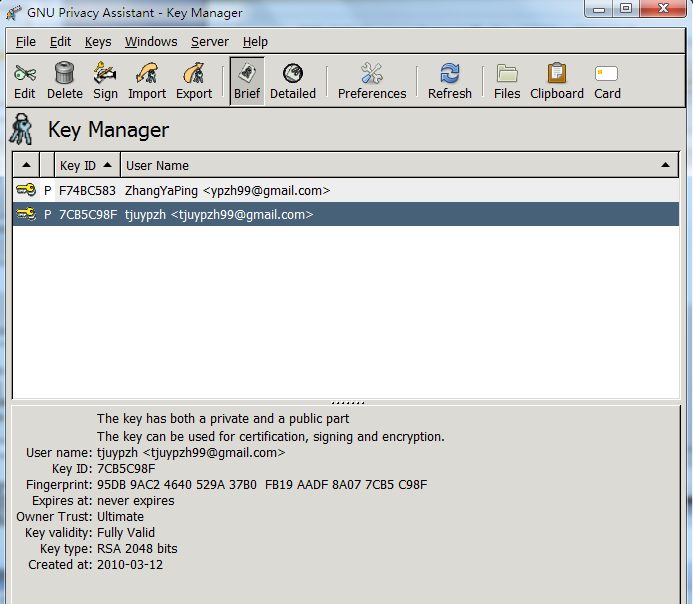 GNU Privacy Assistant - Key Manager
File Edit Keys Windows Server Help
Edit Delete Sign Import Export Brief Detailed Preferences Refresh Files Clipboard Card
Key Manager
Key ID User Name
P F74BC583 ZhangYaPing <ypzh99@gmail.com>
P 7CB5C98F tjuypzh <tjuypzh99@gmail.com>
The key has both a private and a public part
The key can be used for certification, signing and encryption.
User name: tjuypzh <tjuypzh99@gmail.com>
Key ID: 7CB5C98F
Fingerprint: 95DB 9AC2 4640 529A 37B0  FB19 AADF 8A07 7CB5 C98F
Expires at: never expires
Owner Trust: Ultimate
Key validity: Fully Valid
Key type: RSA 2048 bits
Created at: 2010-03-12